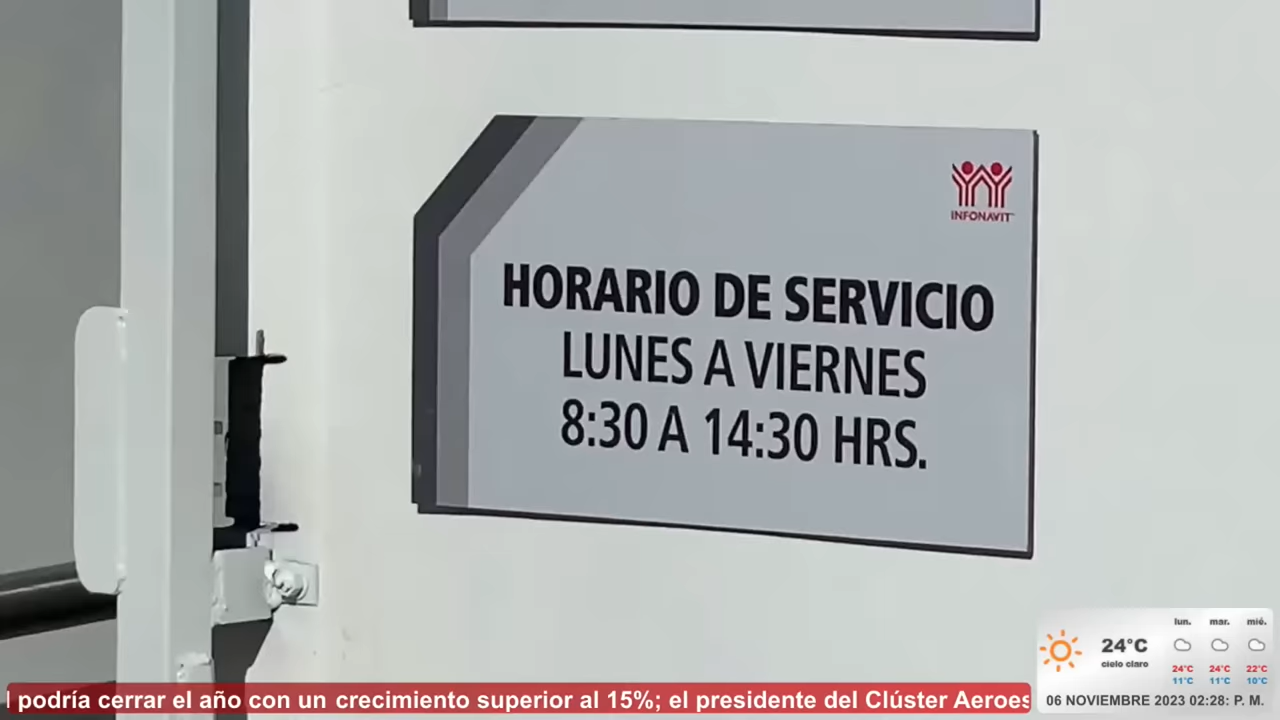 INFONAVIT
HORARIO DE SERVICIO
LUNES A VIERNES
8:30 A 14:30 HRS.
lun. mar. mié.
24°C
cielo claro
24°C 24°C 22°C
11°C 11°C 10°C
06 NOVIEMBRE 2023 02:28: P. M.
podría cerrar el año con un crecimiento superior al 15%; el presidente del Clúster Aeroes